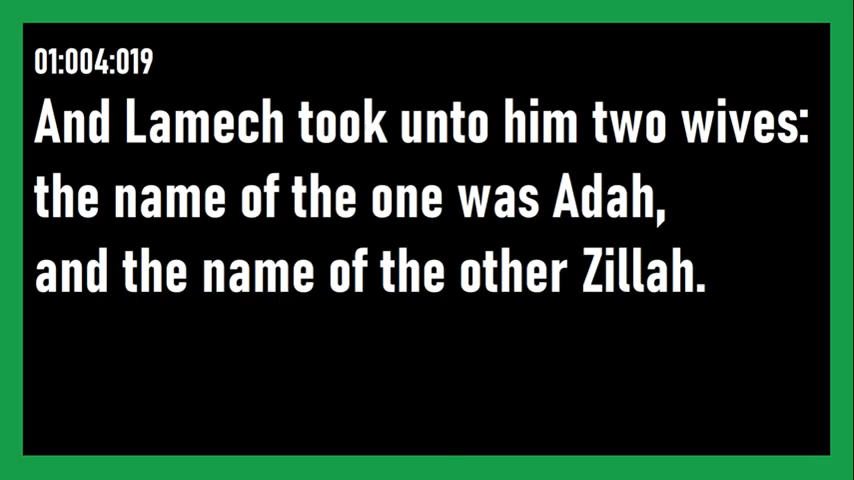 01:004:019
And Lamech took unto him two wives:
the name of the one was Adah,
and the name of the other Zillah.